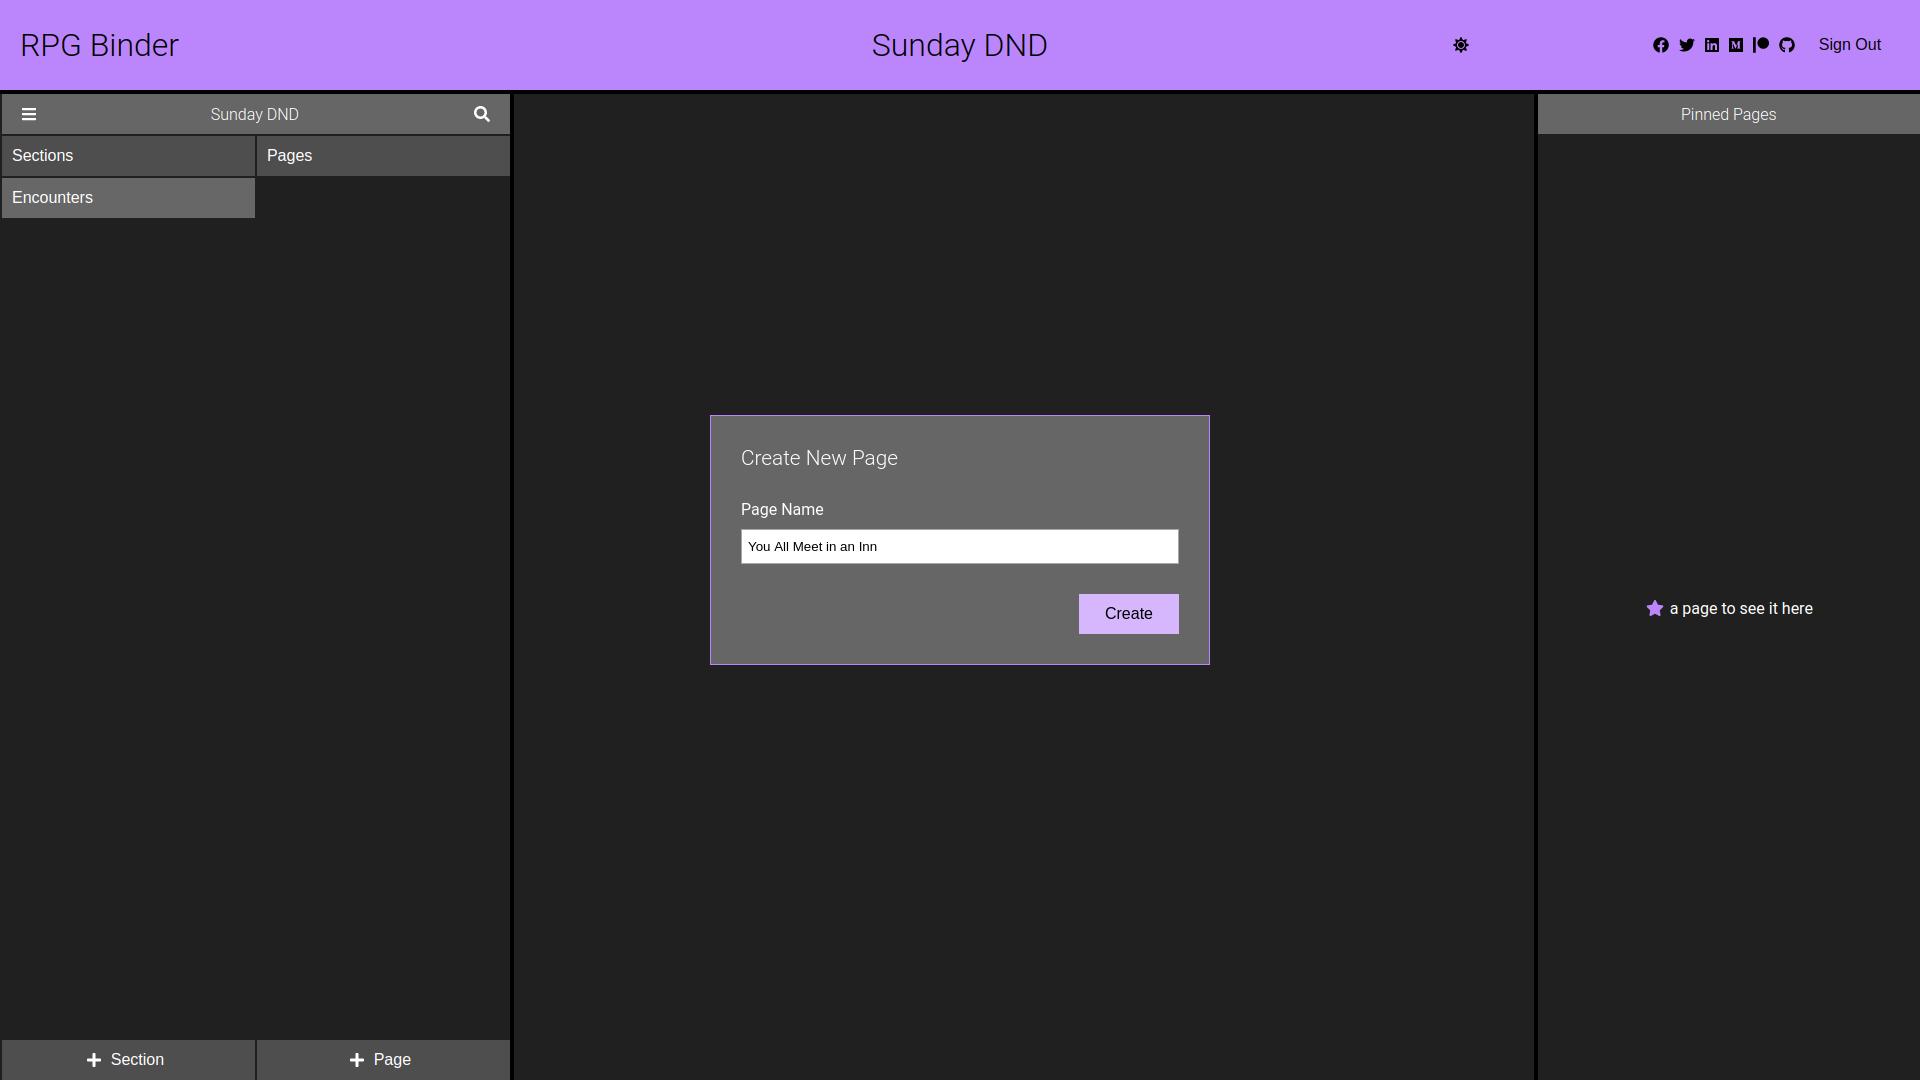 RPG Binder
Sunday DND
Sign Out
Sunday DND
Sections
Pages
Encounters
Create New Page
Page Name
You All Meet in an Inn
Create
Pinned Pages
a page to see it here
Section
Page